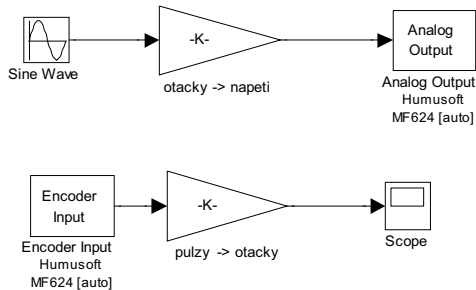 -K-
Analog
Output
Sine Wave
otacky -> napeti
Analog Output
Humusoft
MF624 [auto]
Encoder
Input
-K-
Encoder Input
Humusoft
MF624 [auto]
pulzy -> otacky
Scope